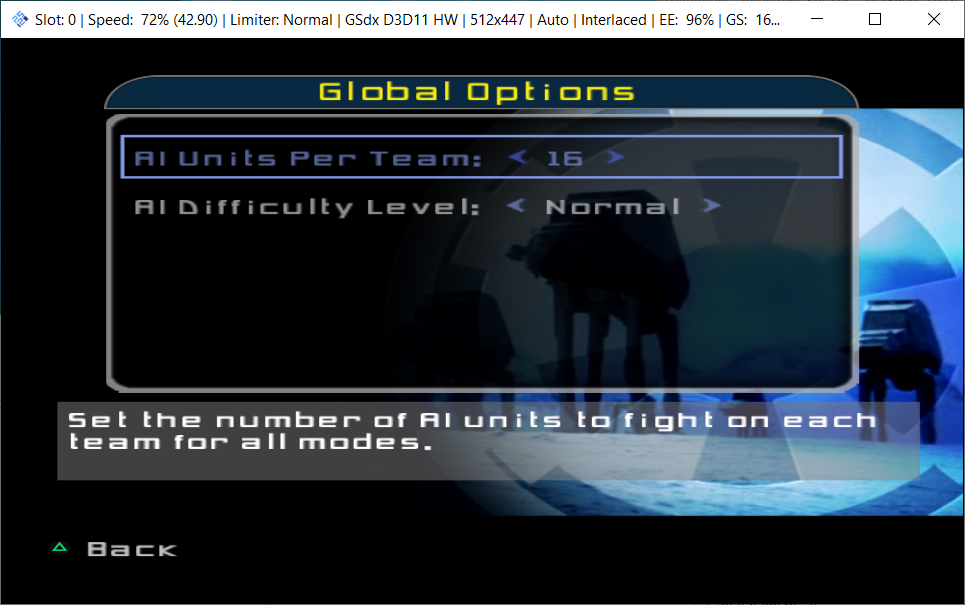 Slot: 0 | Speed: 72% (42.90) | Limiter: Normal | GSdx D3D11 HW | 512x447 | Auto | Interlaced | EE: 96% | GS: 16...
Global Options
AI Units Per Team: < 16 >
AI Difficulty Level: < Normal >
Set the number of AI units to fight on each
team for all modes.
Back